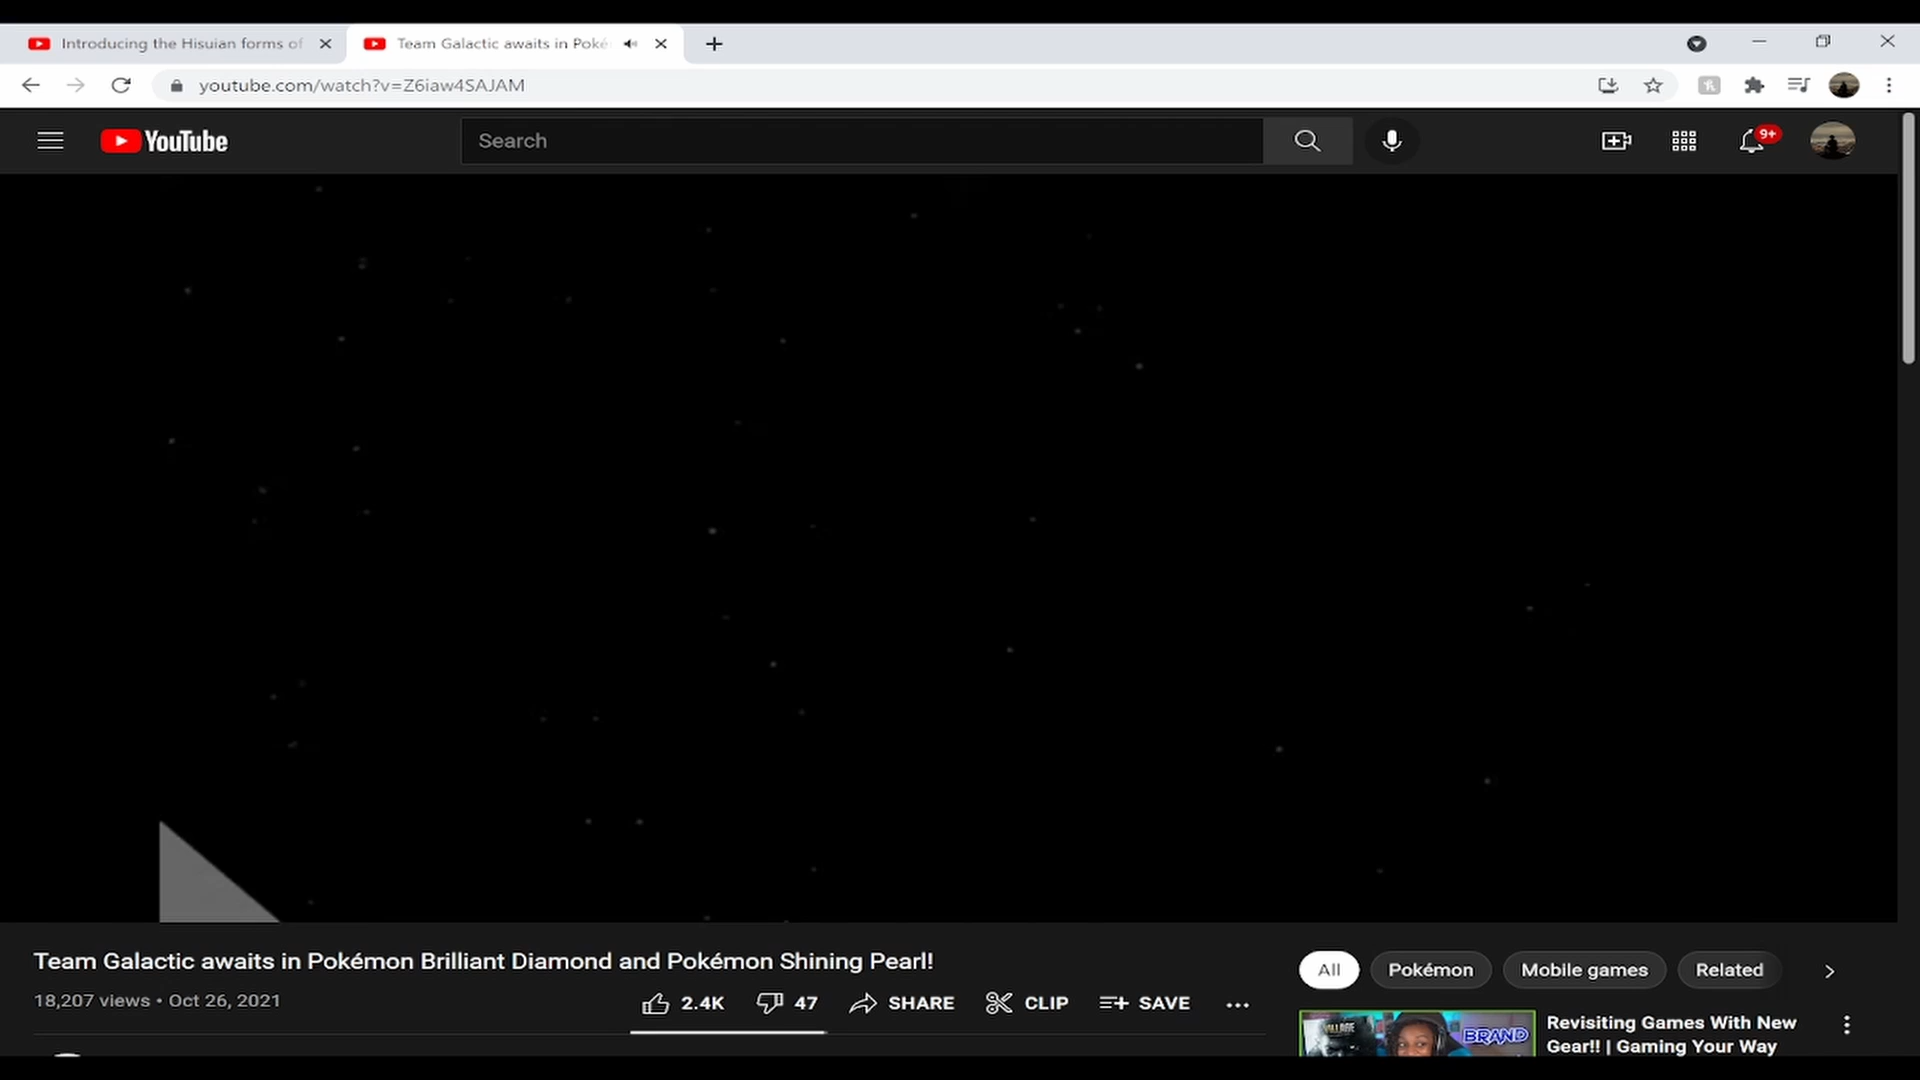 Introducing the Hisuian forms of
Team Galactic awaits in Poké
youtube.com/watch?v=Z6iaw4SAJAM
YouTube
Search
9+
Team Galactic awaits in Pokémon Brilliant Diamond and Pokémon Shining Pearl!
18,207 views • Oct 26, 2021
2.4K
47
SHARE
CLIP
SAVE
All
Pokémon
Mobile games
Related
VILLAGE
BRAND
Revisiting Games With New
Gear!! | Gaming Your Way